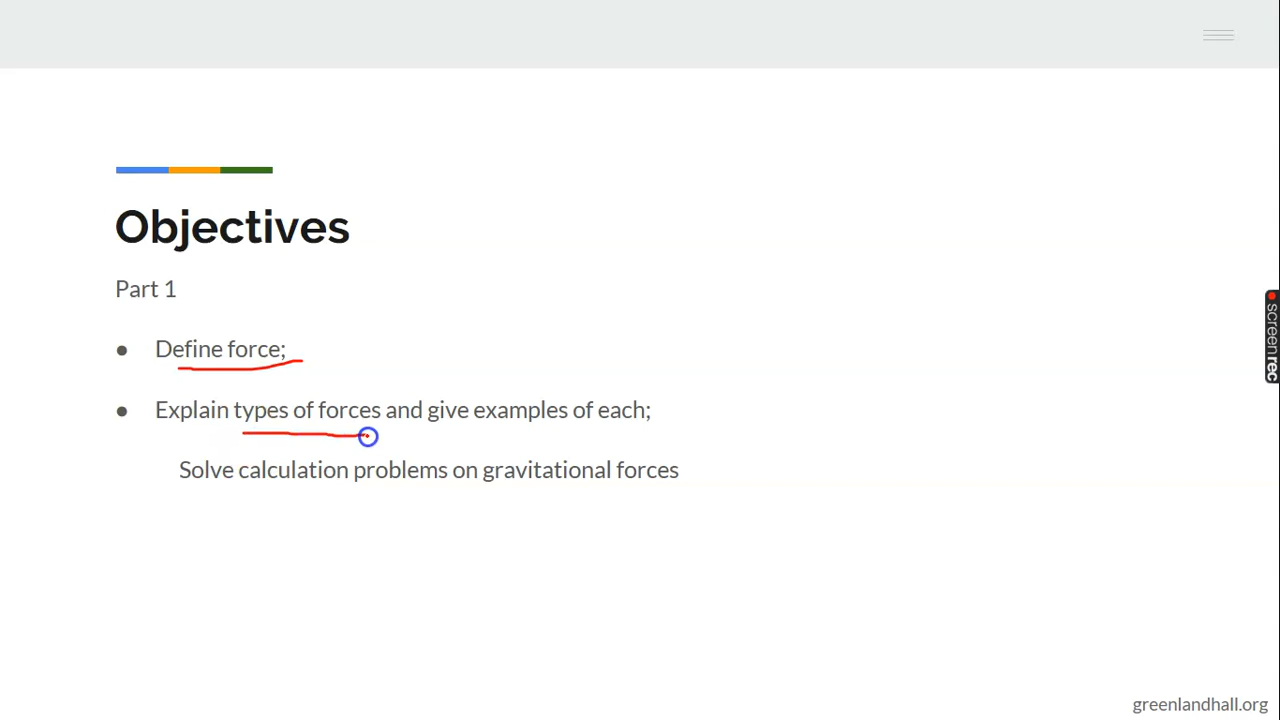 Objectives
Part 1
● Define force;
● Explain types of forces and give examples of each;
Solve calculation problems on gravitational forces
screenrec
greenlandhall.org